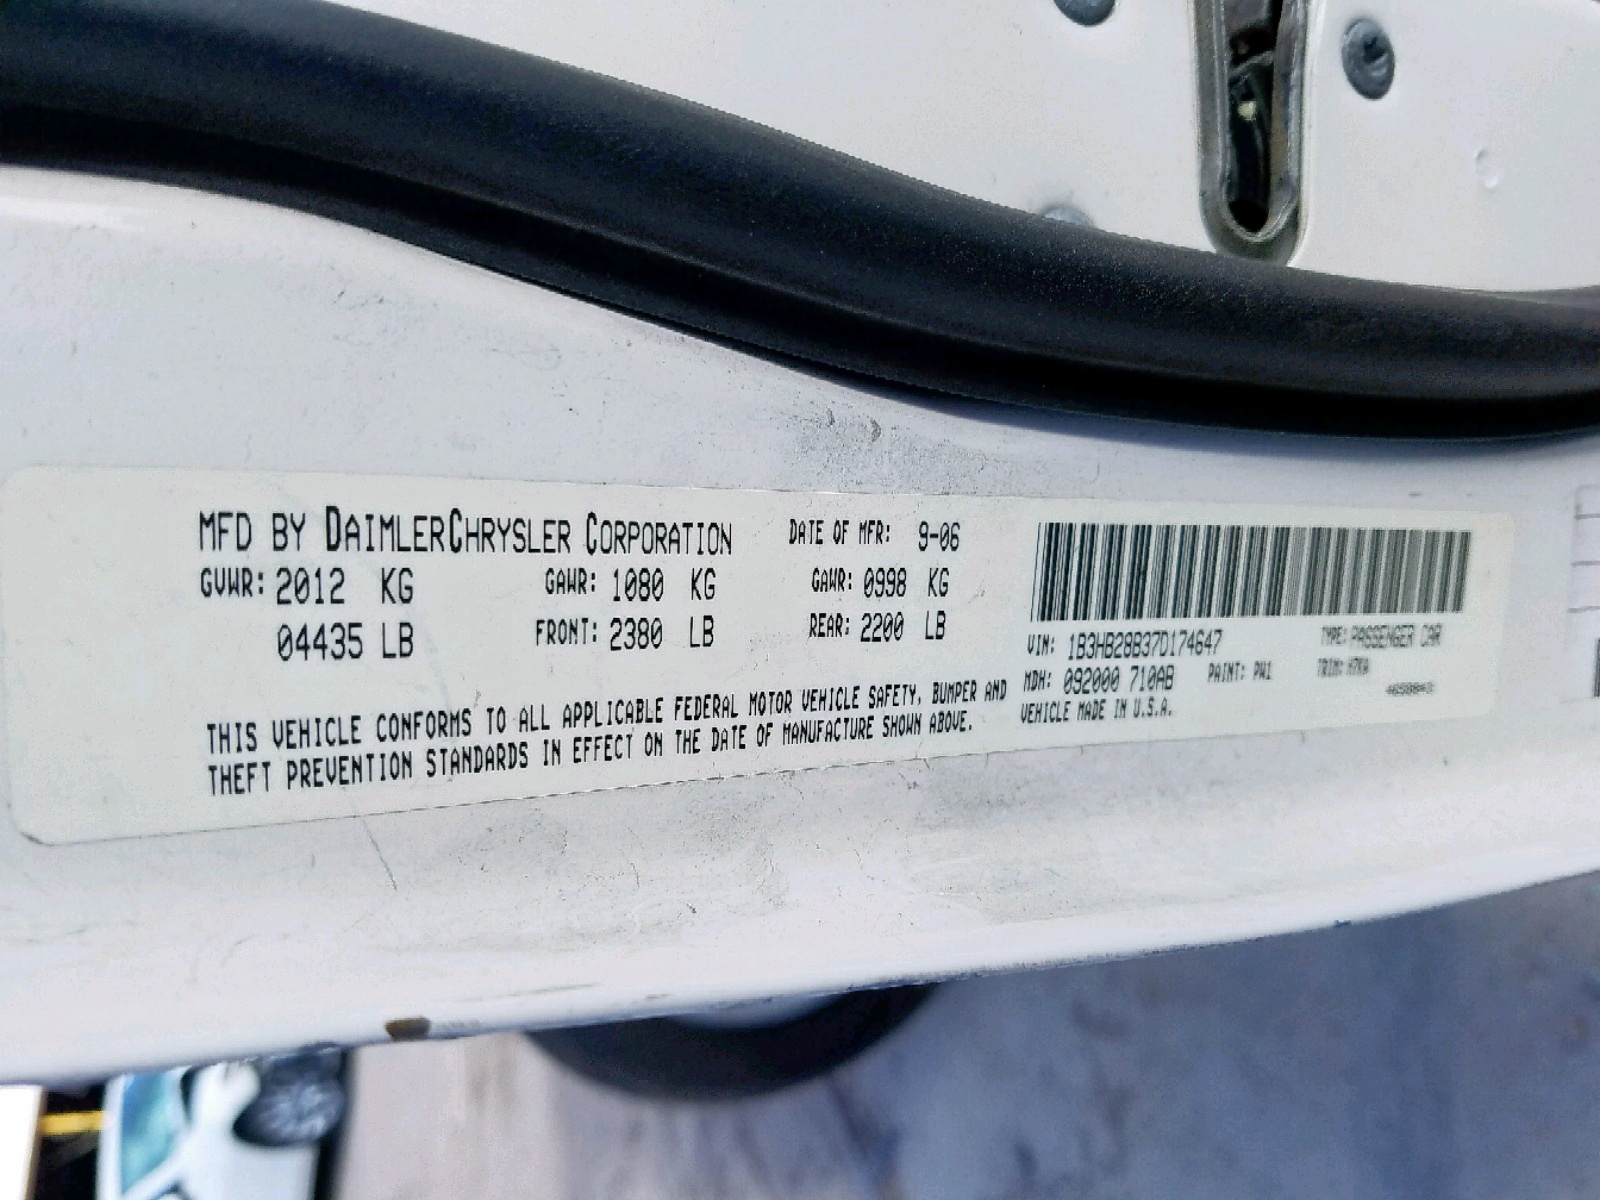 MFD BY DAIMLERCHRYSLER CORPORATION DATE OF MFR: 9-06
GVWR: 2012 KG GAWR: 1080 KG GAWR: 0998 KG
04435 LB FRONT: 2380 LB REAR: 2200 LB
VIN: 1B3HB28B37D174647 TYPE: PASSENGER CAR
MDH: 092000 710AB PAINT: PW1 TRIM:
VEHICLE MADE IN U.S.A.
THIS VEHICLE CONFORMS TO ALL APPLICABLE FEDERAL MOTOR VEHICLE SAFETY, BUMPER AND
THEFT PREVENTION STANDARDS IN EFFECT ON THE DATE OF MANUFACTURE SHOWN ABOVE.